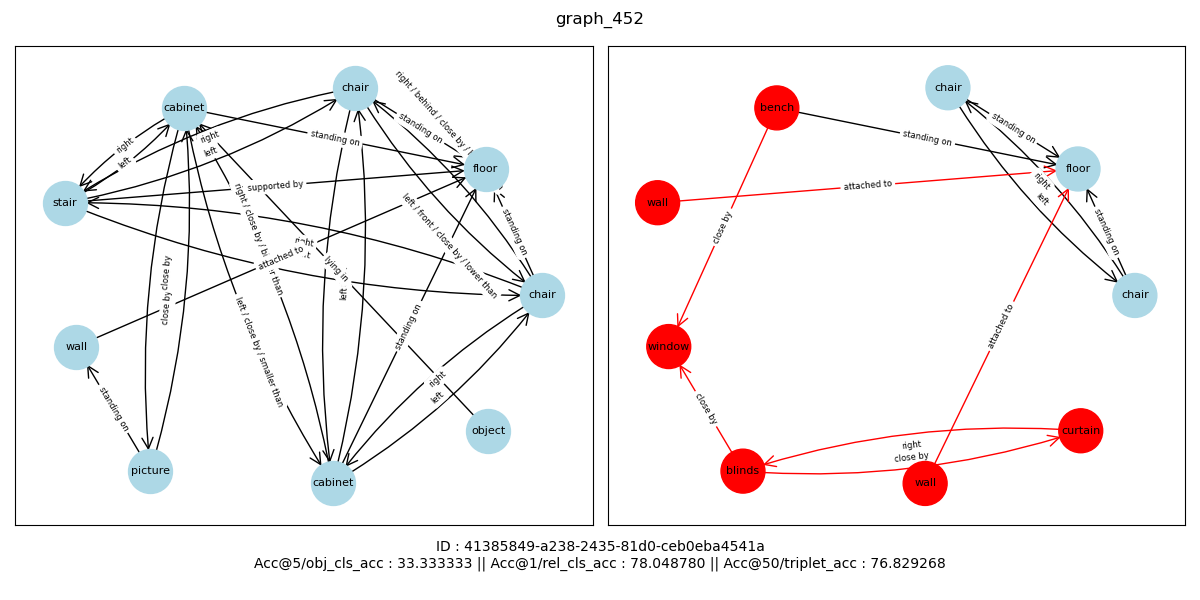 graph_452
chair
cabinet
right / behind / close by /
standing on
right
left
right
left
standing on
floor
supported by
stair
left / front / close by / lower than
standing on
right / close by /
right
attached to
lying in
close by
close by
left
chair
left / close by / smaller than
standing on
wall
right
left
standing on
object
picture
cabinet
chair
bench
standing on
standing on
floor
attached to
right
left
wall
close by
standing on
chair
attached to
window
close by
curtain
right
close by
blinds
wall
ID : 41385849-a238-2435-81d0-ceb0eba4541a
Acc@5/obj_cls_acc : 33.333333 || Acc@1/rel_cls_acc : 78.048780 || Acc@50/triplet_acc : 76.829268